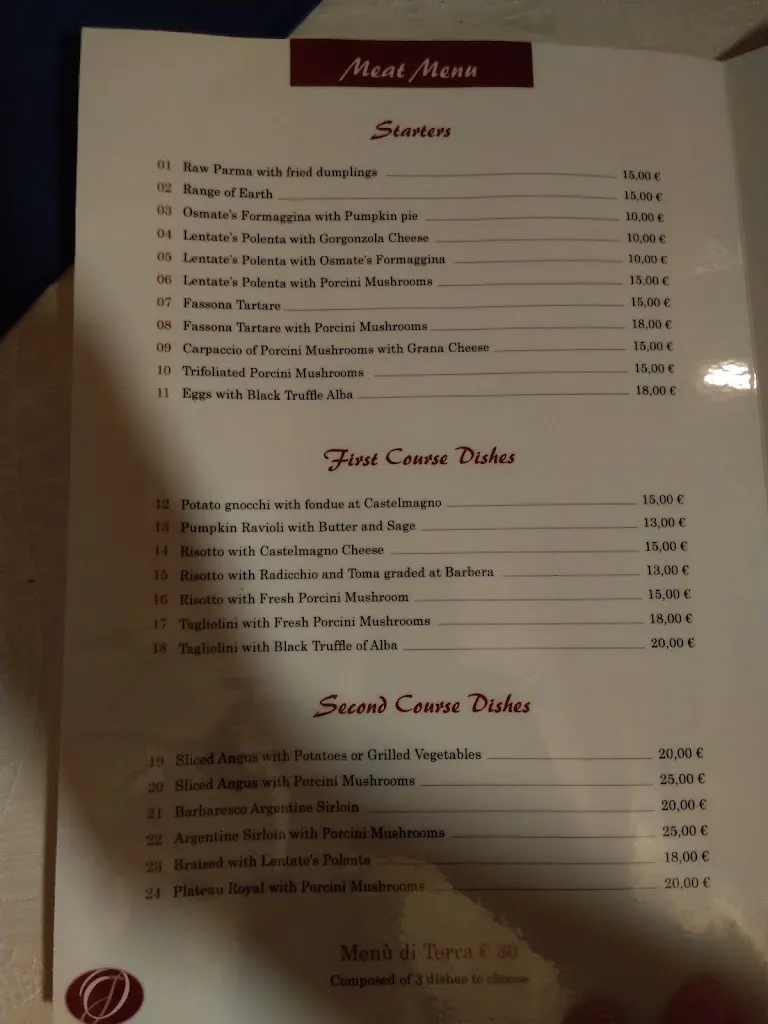 Meat Menu
Starters
01 Raw Parma with fried dumplings 15,00 €
02 Range of Earth 15,00 €
03 Osmate's Formaggina with Pumpkin pie 10,00 €
04 Lentate's Polenta with Gorgonzola Cheese 10,00 €
05 Lentate's Polenta with Osmate's Formaggina 10,00 €
06 Lentate's Polenta with Porcini Mushrooms 15,00 €
07 Fassona Tartare 15,00 €
08 Fassona Tartare with Porcini Mushrooms 18,00 €
09 Carpaccio of Porcini Mushrooms with Grana Cheese 15,00 €
10 Trifoliated Porcini Mushrooms 15,00 €
11 Eggs with Black Truffle Alba 18,00 €
First Course Dishes
12 Potato gnocchi with fondue at Castelmagno 15,00 €
13 Pumpkin Ravioli with Butter and Sage 13,00 €
14 Risotto with Castelmagno Cheese 15,00 €
15 Risotto with Radicchio and Toma graded at Barbera 13,00 €
16 Risotto with Fresh Porcini Mushroom 15,00 €
17 Tagliolini with Fresh Porcini Mushrooms 18,00 €
18 Tagliolini with Black Truffle of Alba 20,00 €
Second Course Dishes
19 Sliced Angus with Potatoes or Grilled Vegetables 20,00 €
20 Sliced Angus with Porcini Mushrooms 25,00 €
21 Barbaresco Argentine Sirloin 20,00 €
22 Argentine Sirloin with Porcini Mushrooms 25,00 €
23 Braised with Lentate's Polenta 18,00 €
24 Plateau Royal with Porcini Mushrooms 20,00 €
Menù di Terra € 30
Composed of 3 dishes to choose